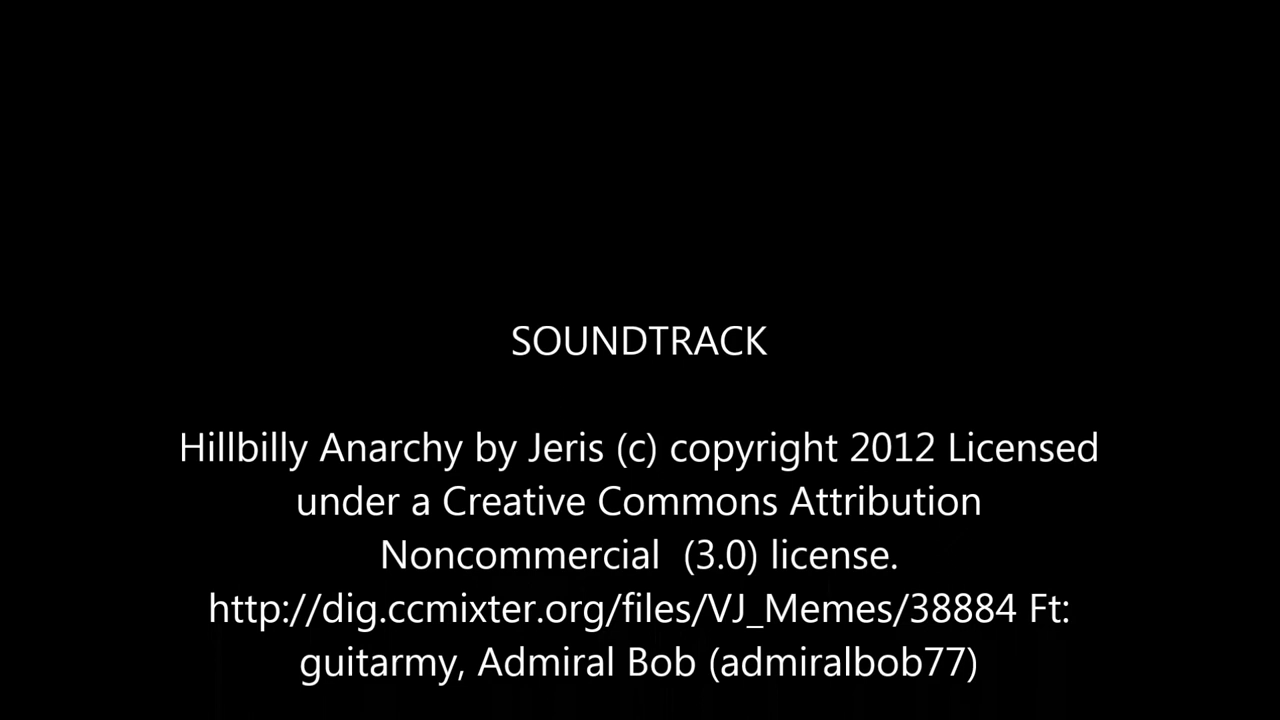 SOUNDTRACK
Hillbilly Anarchy by Jeris (c) copyright 2012 Licensed
under a Creative Commons Attribution
Noncommercial  (3.0) license.
http://dig.ccmixter.org/files/VJ_Memes/38884 Ft:
guitarmy, Admiral Bob (admiralbob77)